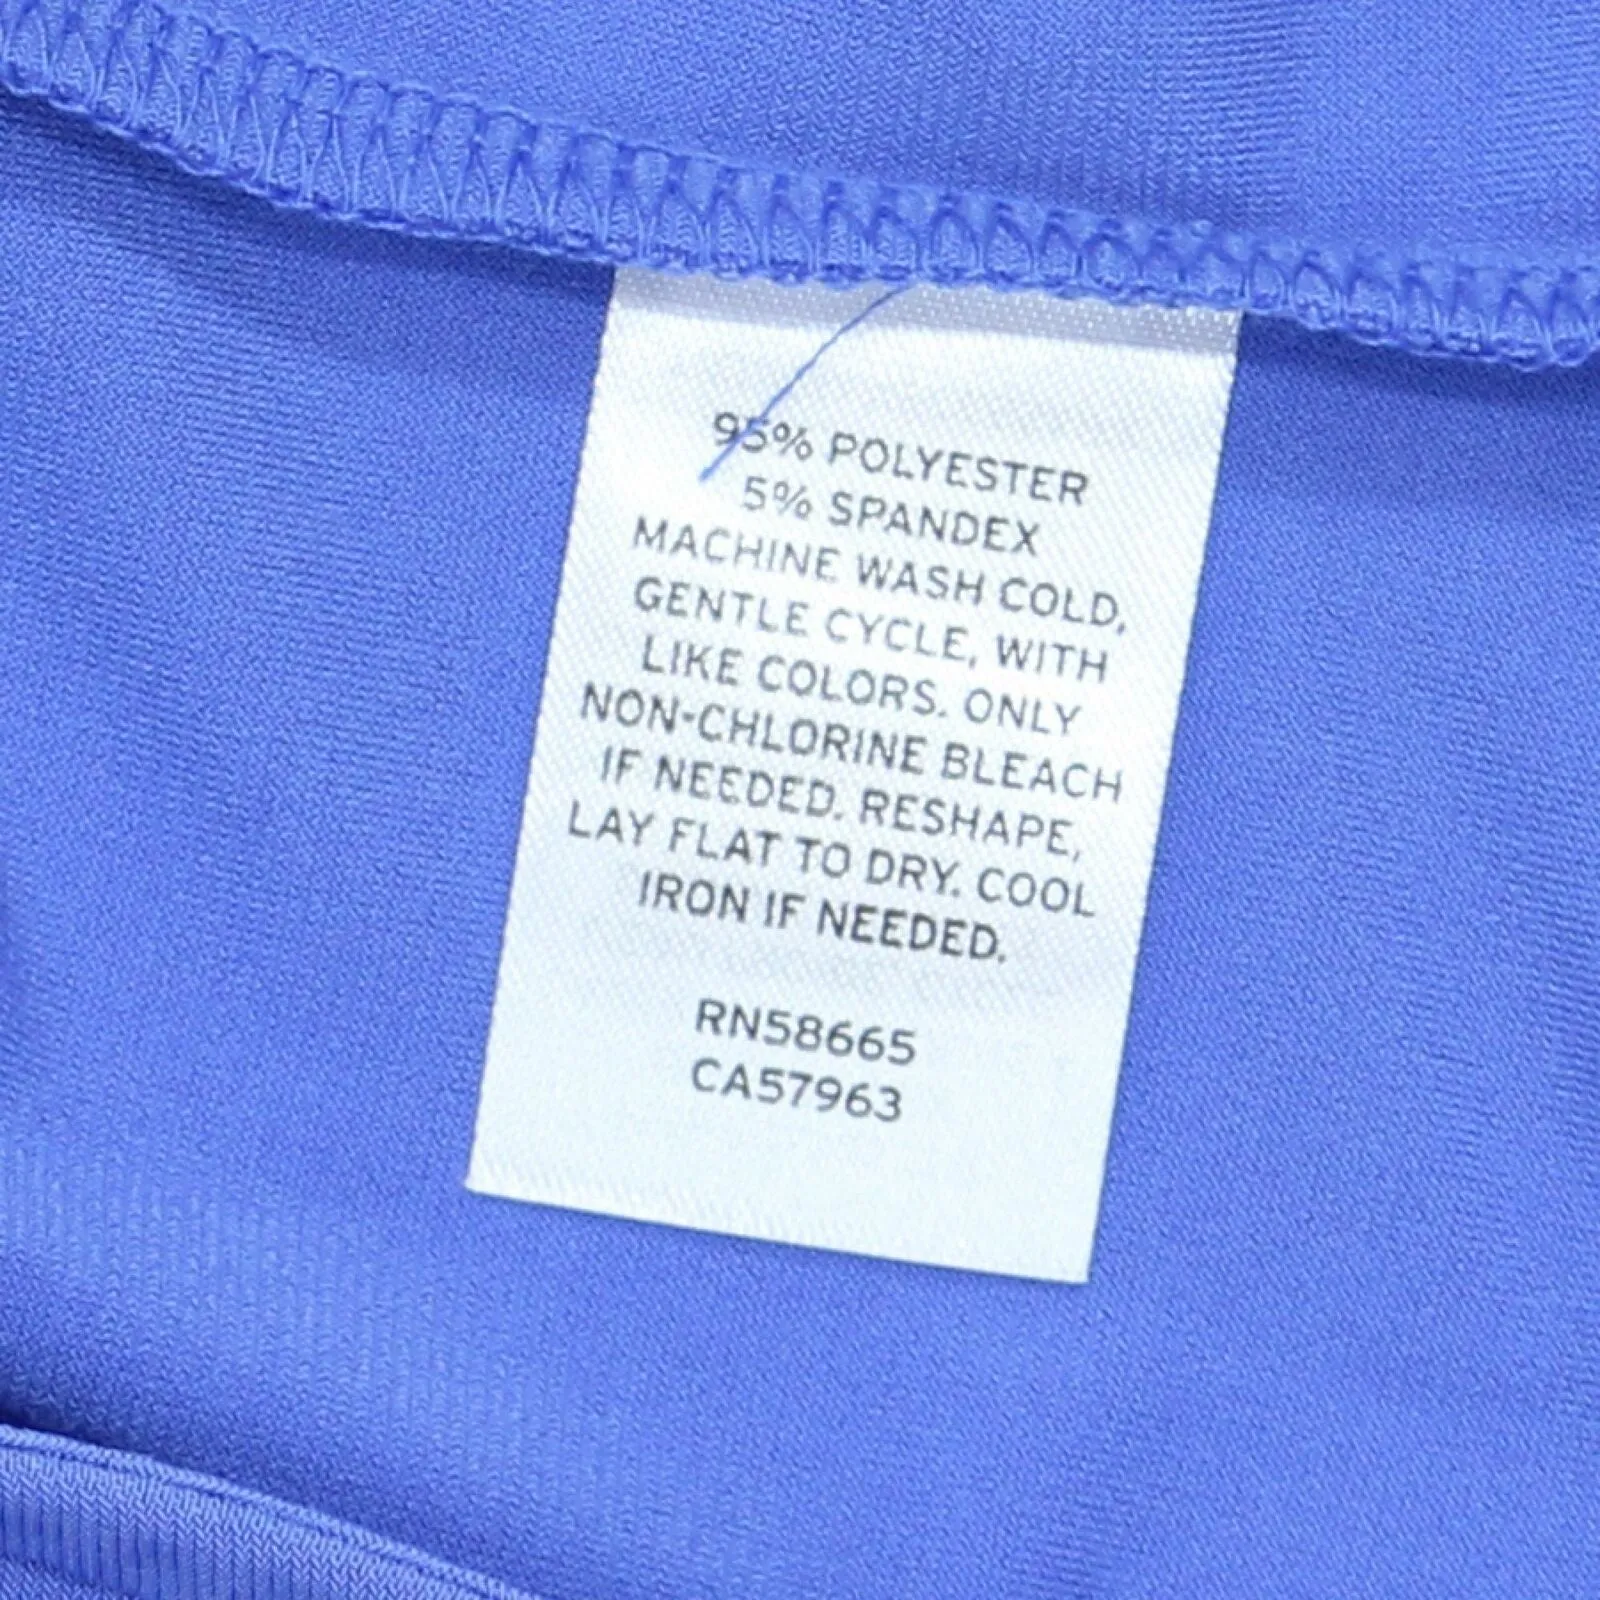 95% POLYESTER
5% SPANDEX
MACHINE WASH COLD,
GENTLE CYCLE, WITH
LIKE COLORS. ONLY
NON-CHLORINE BLEACH
IF NEEDED. RESHAPE,
LAY FLAT TO DRY. COOL
IRON IF NEEDED.
RN58665
CA57963